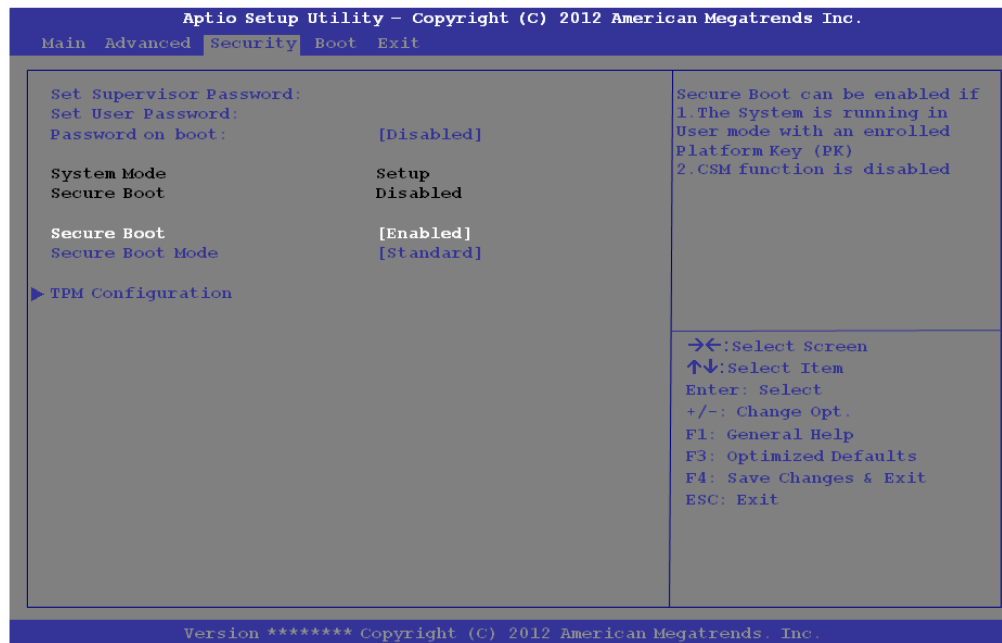 Aptio Setup Utility – Copyright (C) 2012 American Megatrends Inc.
Main Advanced Security Boot Exit
Set Supervisor Password:
Set User Password:
Password on boot: [Disabled]
System Mode Setup
Secure Boot Disabled
Secure Boot [Enabled]
Secure Boot Mode [Standard]
▶ TPM Configuration
Secure Boot can be enabled if
1.The System is running in
User mode with an enrolled
Platform Key (PK)
2.CSM function is disabled
→←:Select Screen
↑↓:Select Item
Enter: Select
+/-: Change Opt.
F1: General Help
F3: Optimized Defaults
F4: Save Changes & Exit
ESC: Exit
Version ******** Copyright (C) 2012 American Megatrends. Inc.